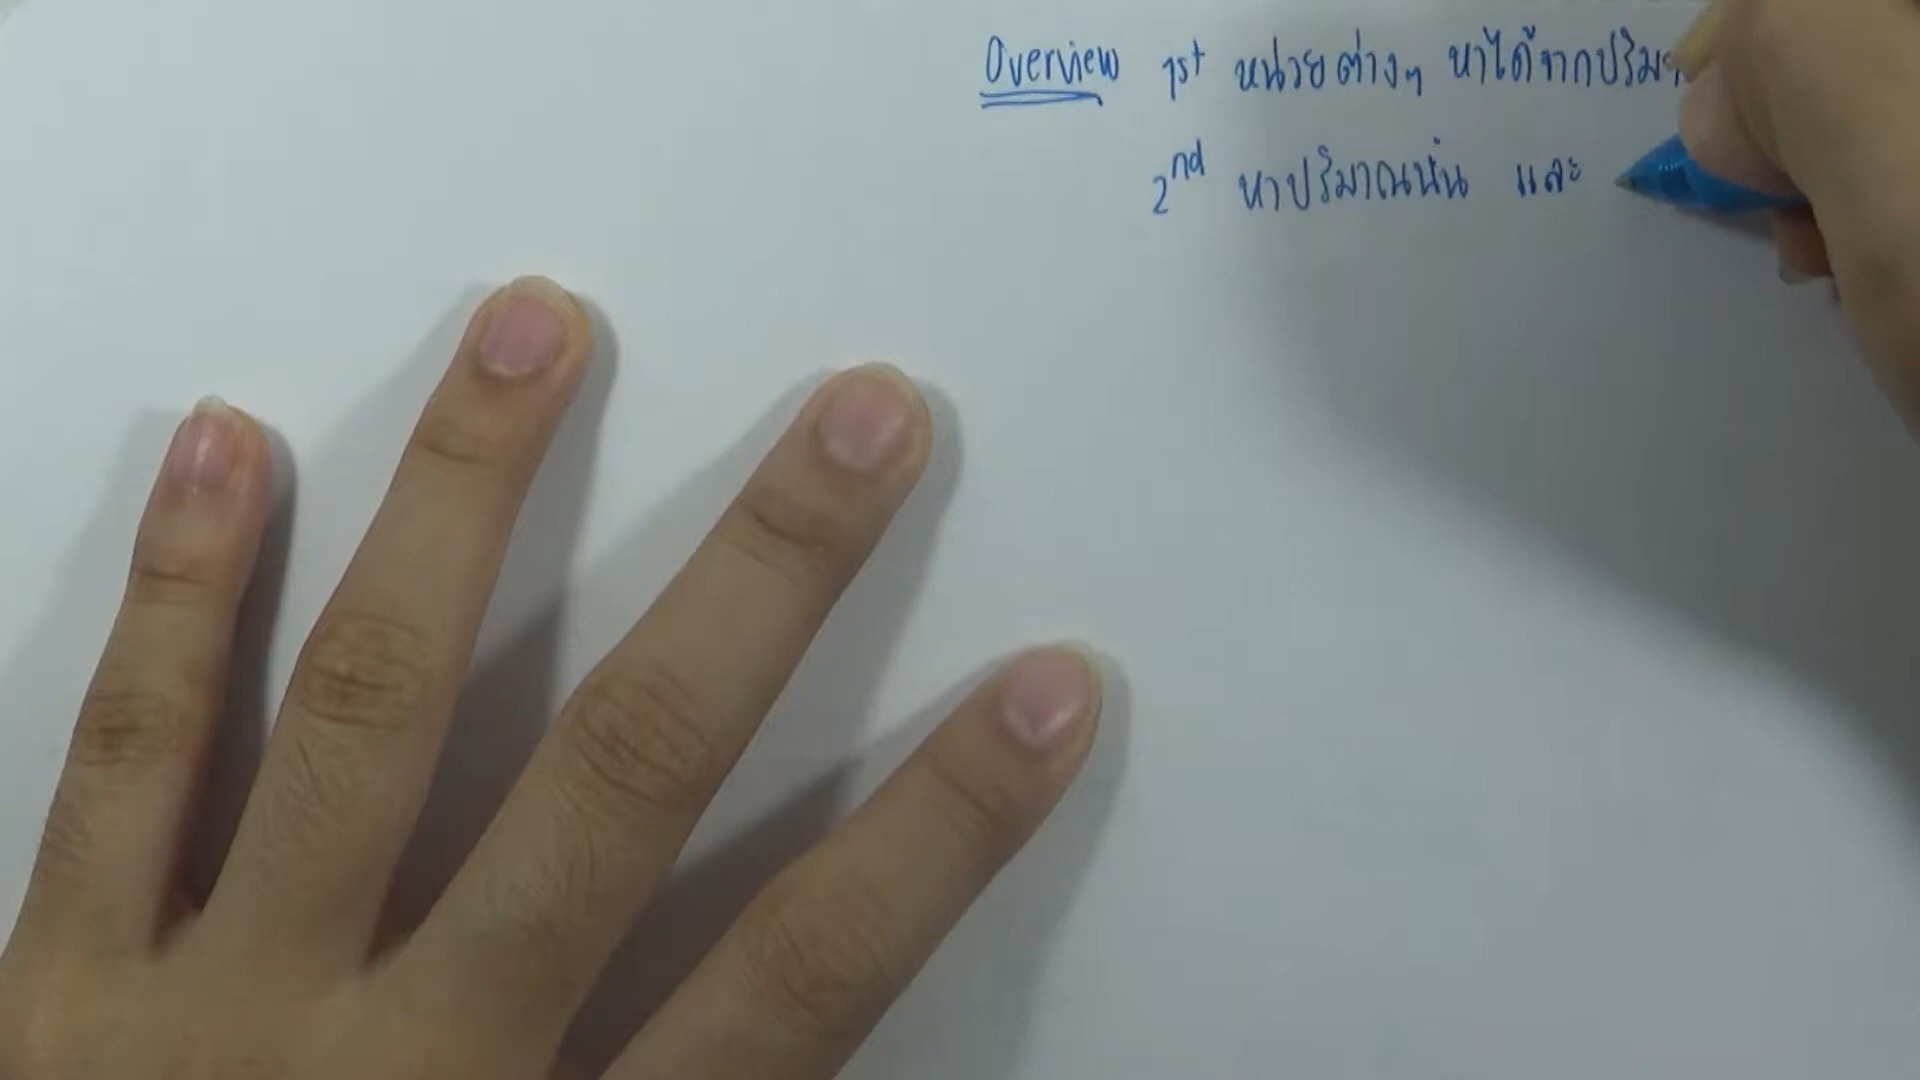 Overview 1st หน่วยต่างๆ หาได้จากปริมา
2nd หาปริมาณนั้น และ